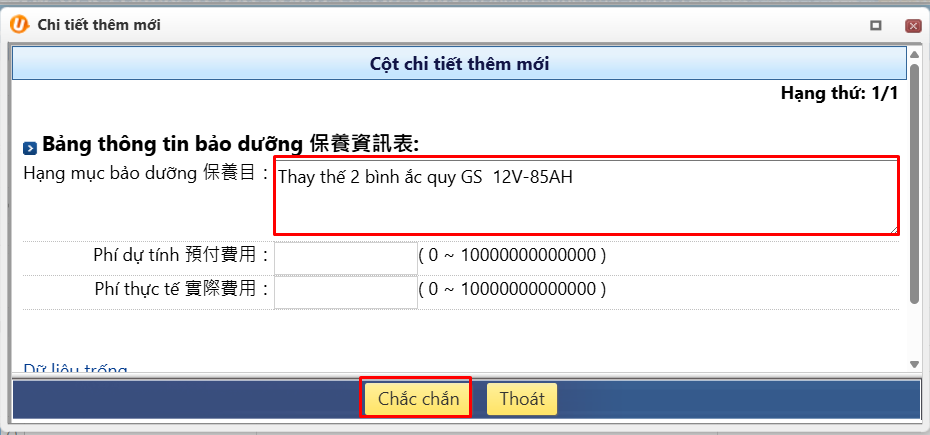 Chi tiết thêm mới
Cột chi tiết thêm mới
Hạng thứ: 1/1
Bảng thông tin bảo dưỡng 保養資訊表:
Hạng mục bảo dưỡng 保養目 : Thay thế 2 bình ắc quy GS  12V-85AH
Phí dự tính 預付費用 : ( 0 ~ 10000000000000 )
Phí thực tế 實際費用 : ( 0 ~ 10000000000000 )
Dữ liệu trống
Chắc chắn Thoát